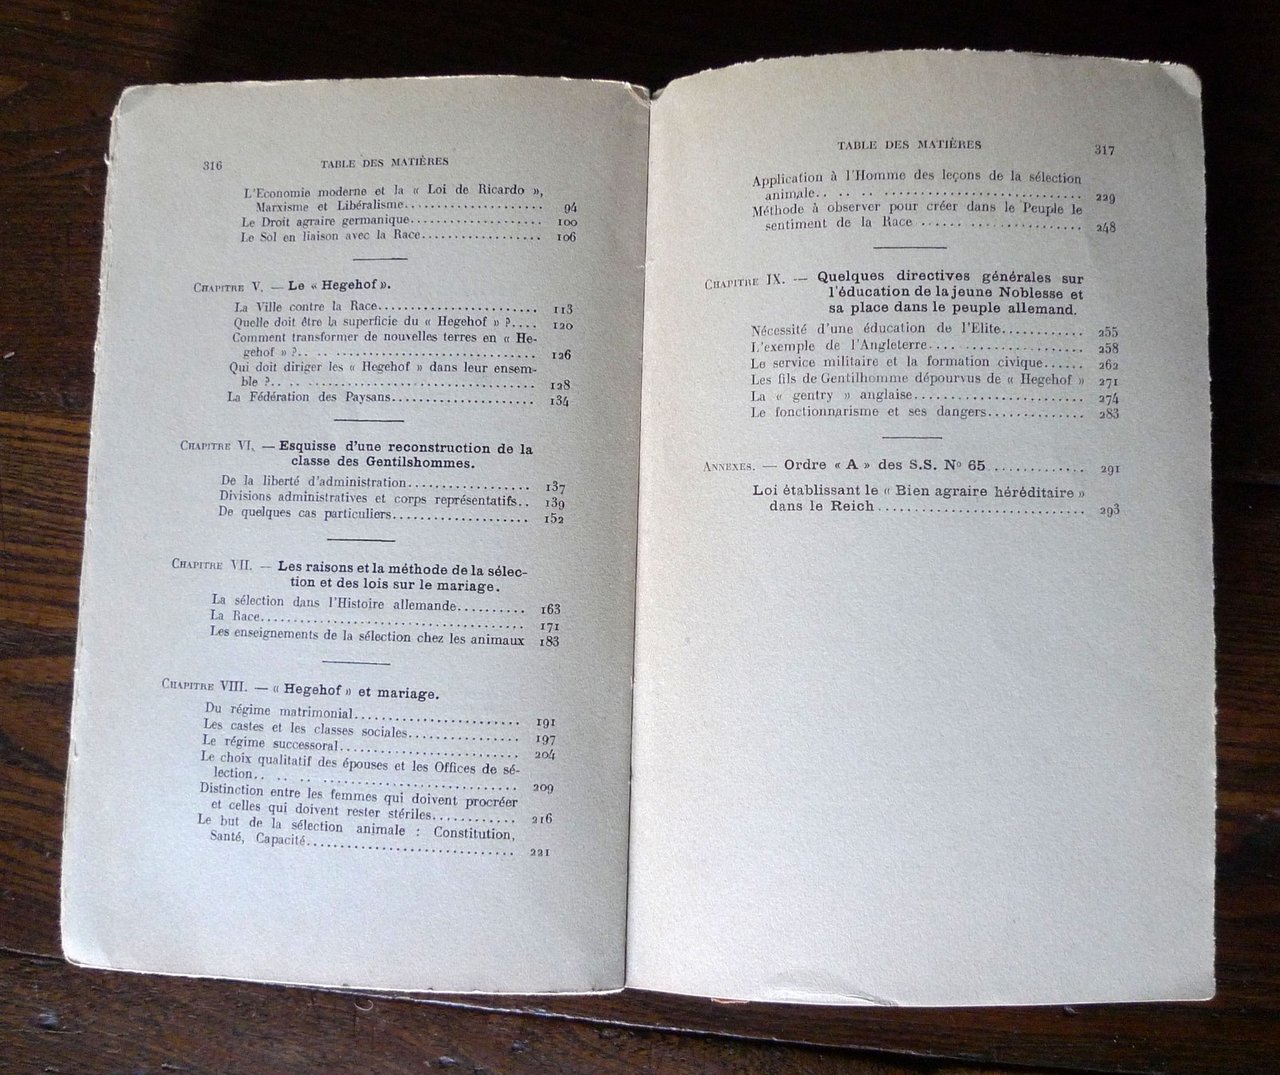 316
TABLE DES MATIÈRES
L'Economie moderne et la « Loi de Ricardo »,
Marxisme et Libéralisme.................... 94
Le Droit agraire germanique................... 100
Le Sol en liaison avec la Race.................. 106
CHAPITRE V. — Le « Hegehof ».
La Ville contre la Race....................... 113
Quelle doit être la superficie du « Hegehof » ?.... 120
Comment transformer de nouvelles terres en « He-
gehof » ?.. .. ............................. 126
Qui doit diriger les « Hegehof » dans leur ensem-
ble ?.. .. ................................. 128
La Fédération des Paysans..................... 134
CHAPITRE VI. — Esquisse d'une reconstruction de la
classe des Gentilshommes.
De la liberté d'administration.................. 137
Divisions administratives et corps représentatifs.. 139
De quelques cas particuliers.................... 152
CHAPITRE VII. — Les raisons et la méthode de la sélec-
tion et des lois sur le mariage.
La sélection dans l'Histoire allemande.......... 163
La Race...................................... 171
Les enseignements de la sélection chez les animaux 183
CHAPITRE VIII. — « Hegehof » et mariage.
Du régime matrimonial........................ 191
Les castes et les classes sociales................ 197
Le régime successoral......................... 204
Le choix qualitatif des épouses et les Offices de sé-
lection.. .. .. ............................ 209
Distinction entre les femmes qui doivent procréer
et celles qui doivent rester stériles............ 216
Le but de la sélection animale : Constitution,
Santé, Capacité.............................. 221
TABLE DES MATIÈRES
317
Application à l'Homme des leçons de la sélection
animale.. .. .. ............................. 229
Méthode à observer pour créer dans le Peuple le
sentiment de la Race ........................ 248
CHAPITRE IX. — Quelques directives générales sur
l'éducation de la jeune Noblesse et
sa place dans le peuple allemand.
Nécessité d'une éducation de l'Elite............ 255
L'exemple de l'Angleterre.... .................. 258
Le service militaire et la formation civique...... 262
Les fils de Gentilhomme dépourvus de « Hegehof » 271
La « gentry » anglaise........................ 274
Le fonctionnarisme et ses dangers.............. 283
ANNEXES. — Ordre « A » des S.S. Nº 65 ............ 291
Loi établissant le « Bien agraire héréditaire »
dans le Reich............................ 293